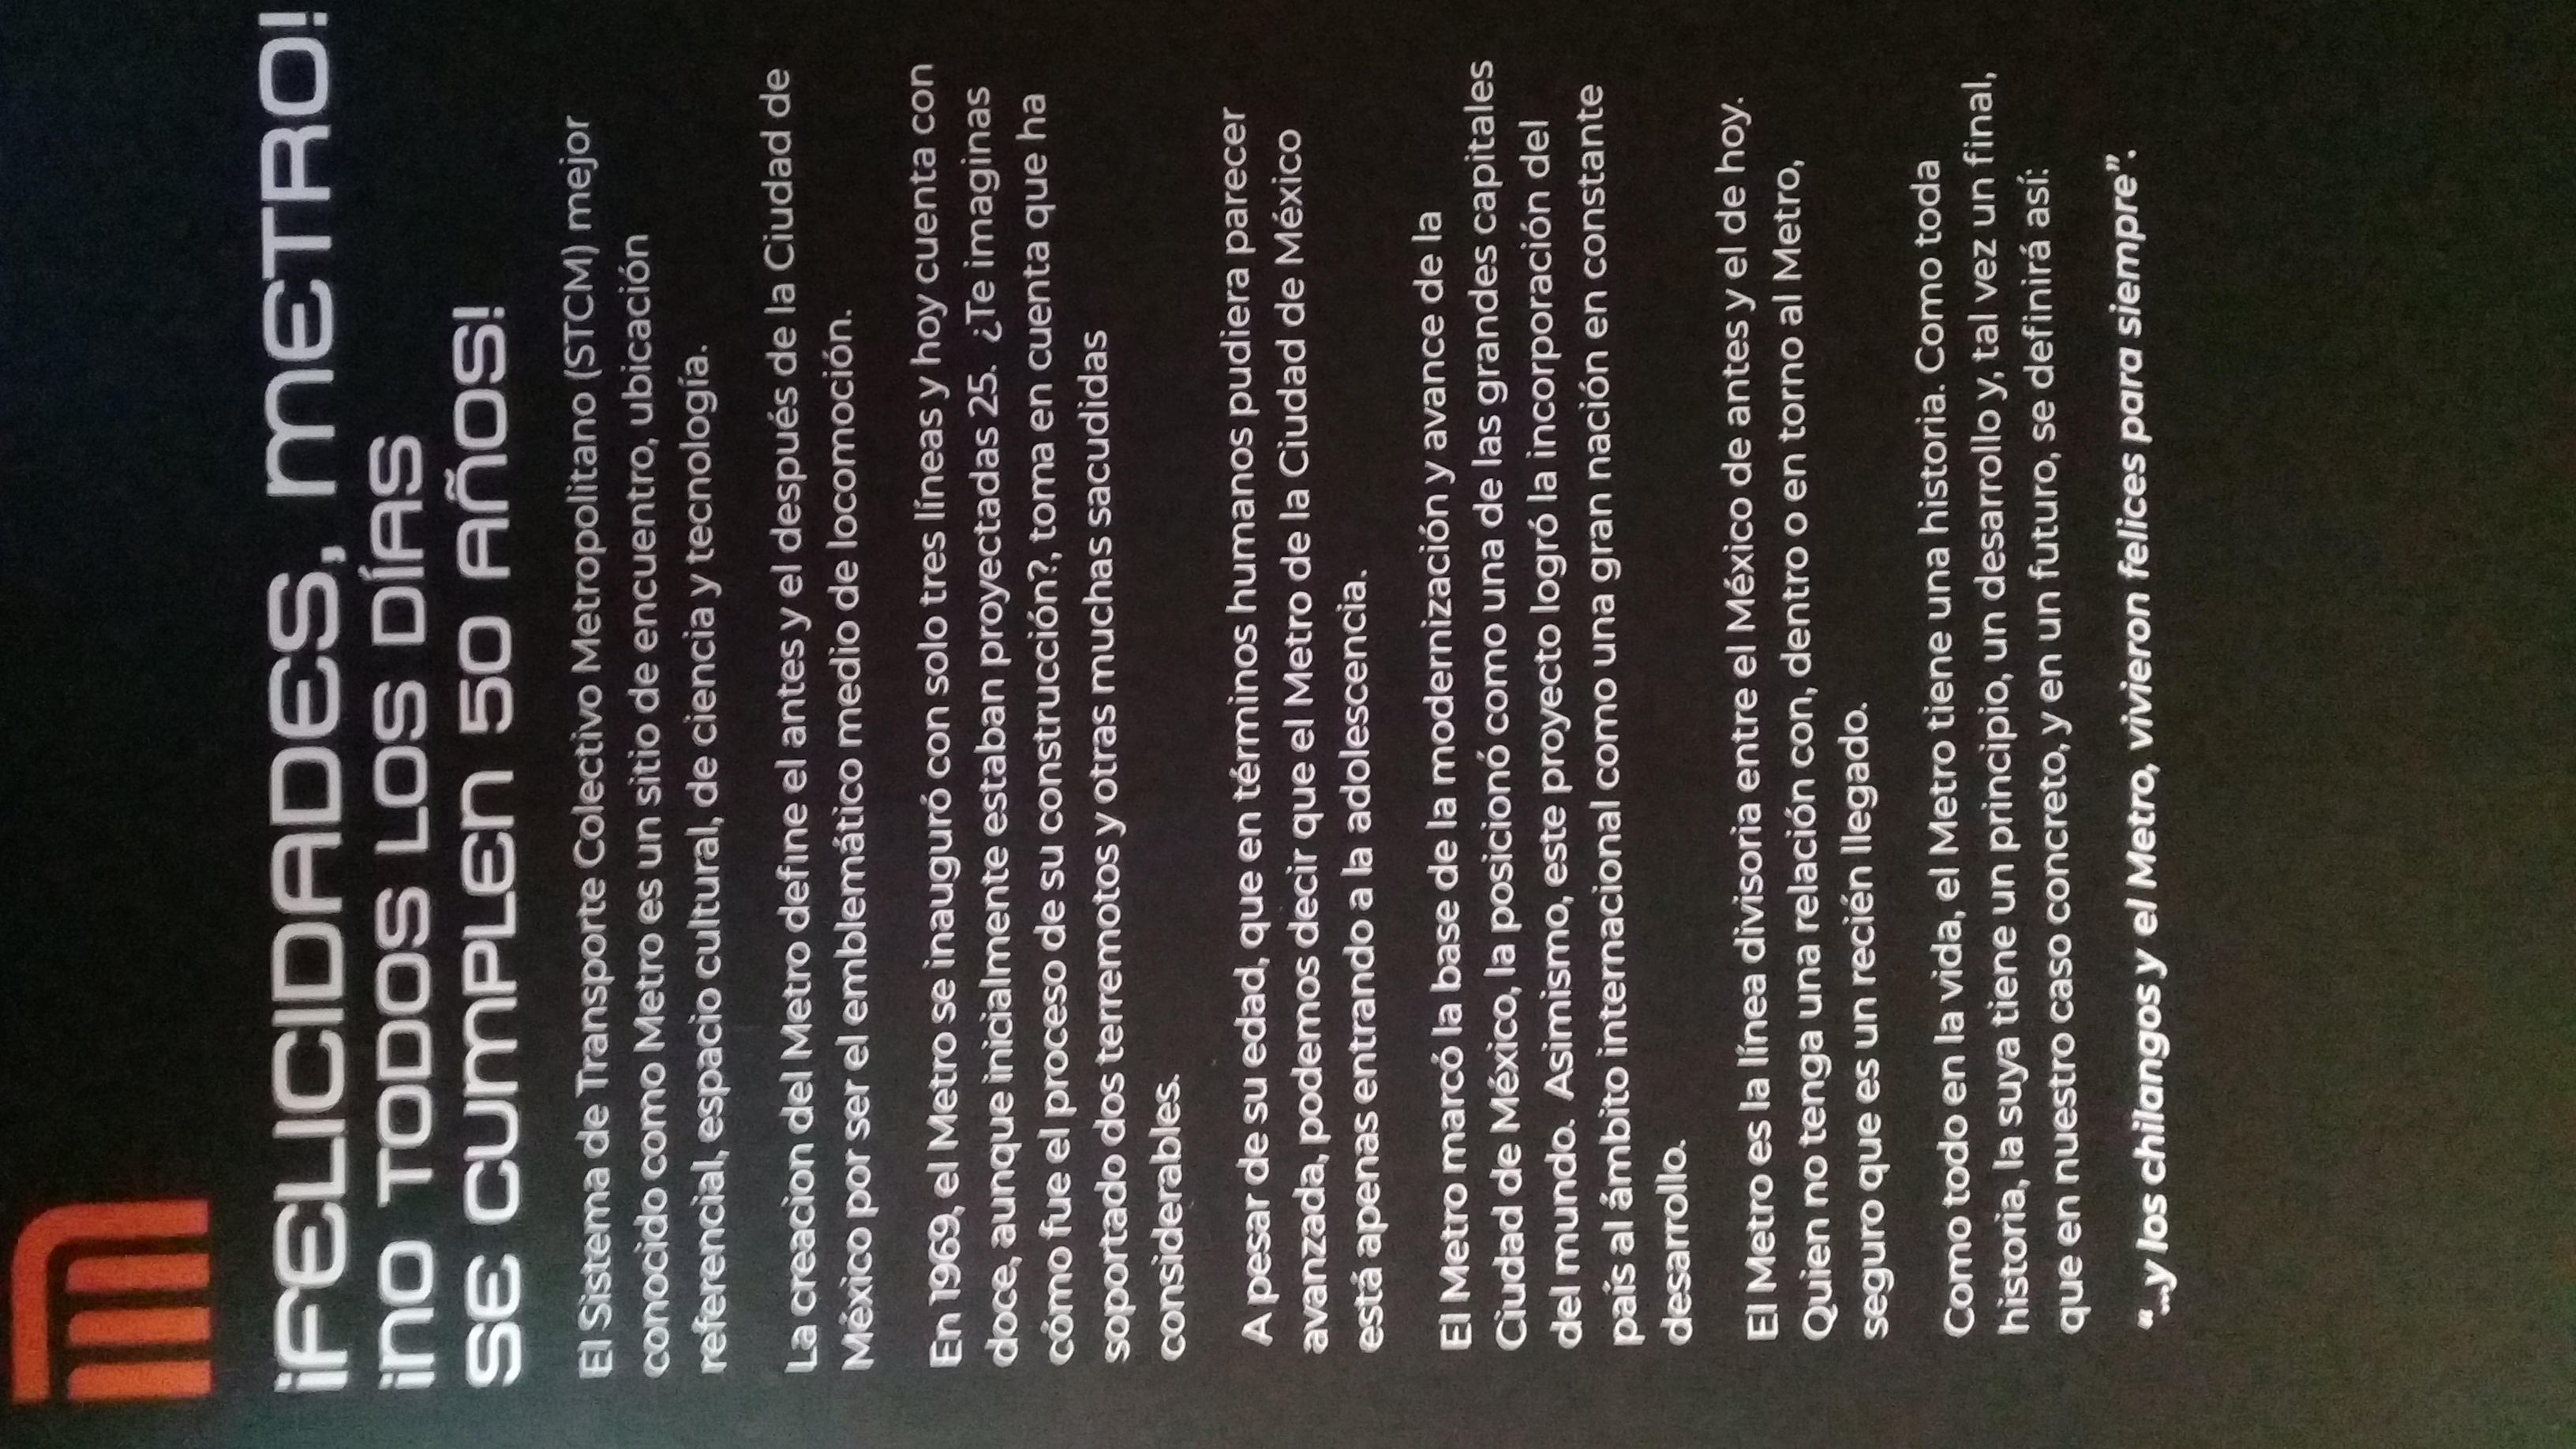 ¡FELICIDADES, METRO!
¡NO TODOS LOS DÍAS
SE CUMPLEN 50 AÑOS!
El Sistema de Transporte Colectivo Metropolitano (STCM) mejor
conocido como Metro es un sitio de encuentro, ubicación
referencial, espacio cultural, de ciencia y tecnología.
La creacion del Metro define el antes y el después de la Ciudad de
México por ser el emblemático medio de locomoción.
En 1969, el Metro se inauguró con solo tres líneas y hoy cuenta con
doce, aunque inicialmente estaban proyectadas 25. ¿Te imaginas
cómo fue el proceso de su construcción?, toma en cuenta que ha
soportado dos terremotos y otras muchas sacudidas
considerables.
A pesar de su edad, que en términos humanos pudiera parecer
avanzada, podemos decir que el Metro de la Ciudad de México
está apenas entrando a la adolescencia.
El Metro marcó la base de la modernización y avance de la
Ciudad de México, la posicionó como una de las grandes capitales
del mundo. Asimismo, este proyecto logró la incorporación del
país al ámbito internacional como una gran nación en constante
desarrollo.
El Metro es la línea divisoria entre el México de antes y el de hoy.
Quien no tenga una relación con, dentro o en torno al Metro,
seguro que es un recién llegado.
Como todo en la vida, el Metro tiene una historia. Como toda
historia, la suya tiene un principio, un desarrollo y, tal vez un final,
que en nuestro caso concreto, y en un futuro, se definirá así:
“...y los chilangos y el Metro, vivieron felices para siempre”.